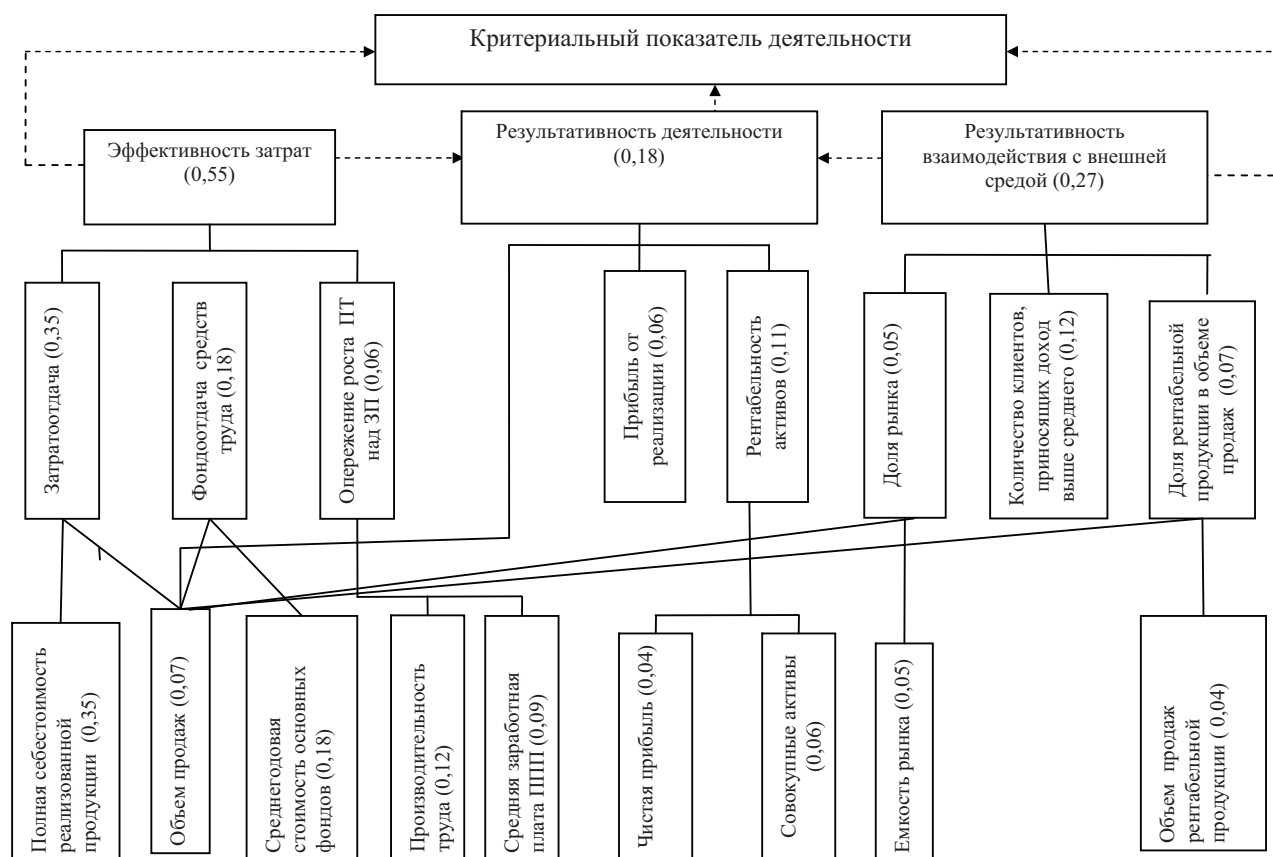 Критериальный показатель деятельности
Эффективность затрат
(0,55)
Результативность деятельности
(0,18)
Результативность
взаимодействия с внешней
средой (0,27)
Затратоотдача (0,35)
Фондоотдача средств
труда (0,18)
Опережение роста ПТ
над ЗП (0,06)
Прибыль от
реализации (0,06)
Рентабельность
активов (0,11)
Доля рынка (0,05)
Количество клиентов,
приносящих доход
выше среднего (0,12)
Доля рентабельной
продукции в объеме
продаж (0,07)
Полная себестоимость
реализованной
продукции (0,35)
Объем продаж (0,07)
Среднегодовая
стоимость основных
фондов (0,18)
Производительность
труда (0,12)
Средняя заработная
плата ППП (0,09)
Чистая прибыль (0,04)
Совокупные активы
(0,06)
Емкость рынка (0,05)
Объем продаж
рентабельной
продукции ( 0,04)